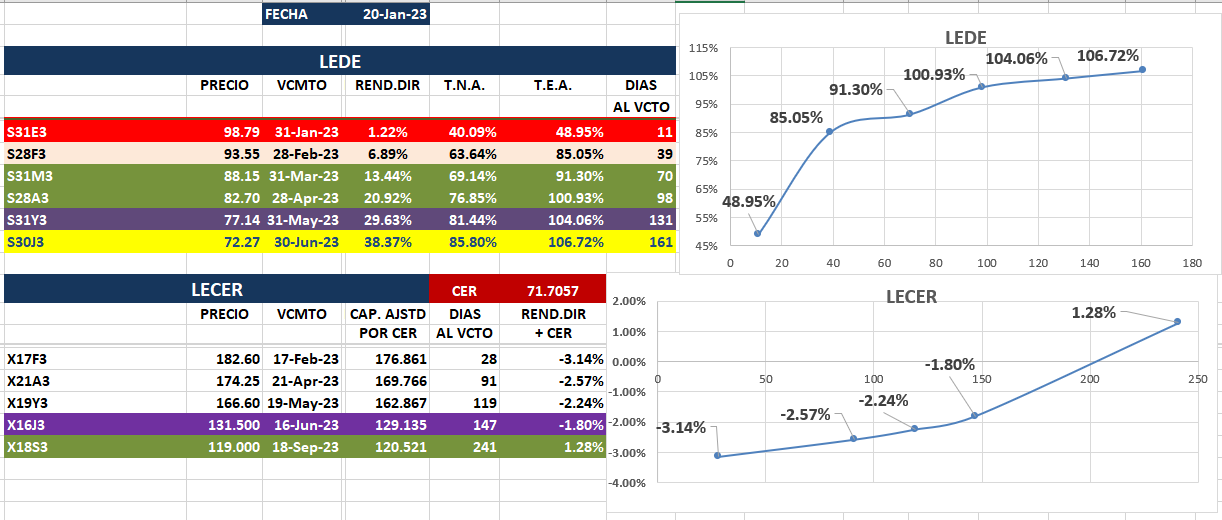 FECHA 20-Jan-23
LEDE
PRECIO VCMTO REND.DIR T.N.A. T.E.A. DIAS
AL VCTO
S31E3 98.79 31-Jan-23 1.22% 40.09% 48.95% 11
S28F3 93.55 28-Feb-23 6.89% 63.64% 85.05% 39
S31M3 88.15 31-Mar-23 13.44% 69.14% 91.30% 70
S28A3 82.70 28-Apr-23 20.92% 76.85% 100.93% 98
S31Y3 77.14 31-May-23 29.63% 81.44% 104.06% 131
S30J3 72.27 30-Jun-23 38.37% 85.80% 106.72% 161
LECER CER 71.7057
PRECIO VCMTO CAP. AJSTD DIAS REND.DIR
POR CER AL VCTO + CER
X17F3 182.60 17-Feb-23 176.861 28 -3.14%
X21A3 174.25 21-Apr-23 169.766 91 -2.57%
X19Y3 166.60 19-May-23 162.867 119 -2.24%
X16J3 131.500 16-Jun-23 129.135 147 -1.80%
X18S3 119.000 18-Sep-23 120.521 241 1.28%
LEDE
115%
105%
95%
85%
75%
65%
55%
45%
48.95%
85.05%
91.30%
100.93%
104.06%
106.72%
0 20 40 60 80 100 120 140 160 180
LECER
2.00%
1.00%
0.00%
-1.00%
-2.00%
-3.00%
-4.00%
0 50 100 150 200 250
-3.14%
-2.57%
-2.24%
-1.80%
1.28%